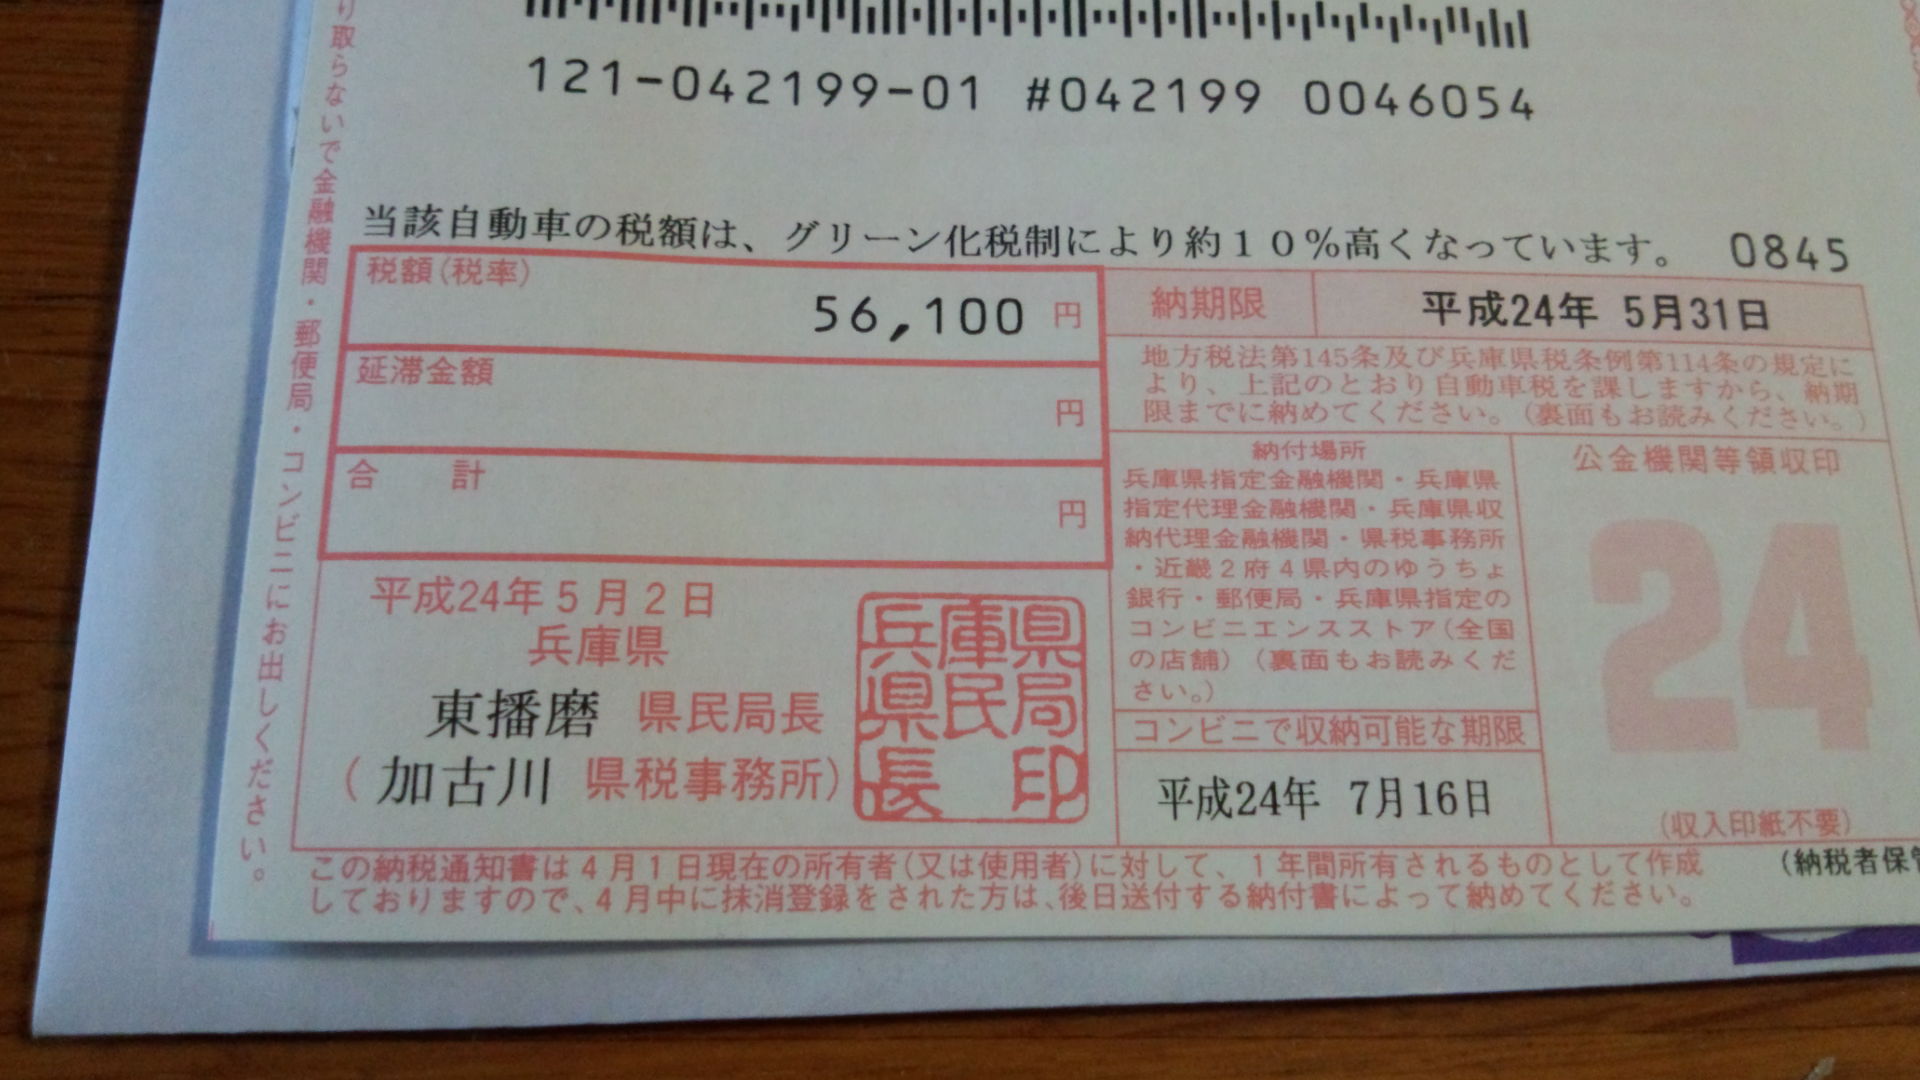 り取らないで金融機関・郵便局・コンビニにお出しください。
121-042199-01 #042199 0046054
当該自動車の税額は、グリーン化税制により約10%高くなっています。 0845
税額(税率)
56,100 円
延滞金額
円
合 計
円
納期限 平成24年 5月31日
地方税法第145条及び兵庫県税条例第114条の規定に
より、上記のとおり自動車税を課しますから、納期
限までに納めてください。(裏面もお読みください。)
納付場所
兵庫県指定金融機関・兵庫県
指定代理金融機関・兵庫県収
納代理金融機関・県税事務所
・近畿2府4県内のゆうちょ
銀行・郵便局・兵庫県指定の
コンビニエンスストア(全国
の店舗)(裏面もお読みくだ
さい。)
コンビニで収納可能な期限
平成24年 7月16日
公金機関等領収印
24
(収入印紙不要)
平成24年5月2日
兵庫県
東播磨 県民局長
(加古川 県税事務所)
兵庫県
県民局
長 印
この納税通知書は4月1日現在の所有者(又は使用者)に対して、1年間所有されるものとして作成
しておりますので、4月中に抹消登録をされた方は、後日送付する納付書によって納めてください。
(納税者保管